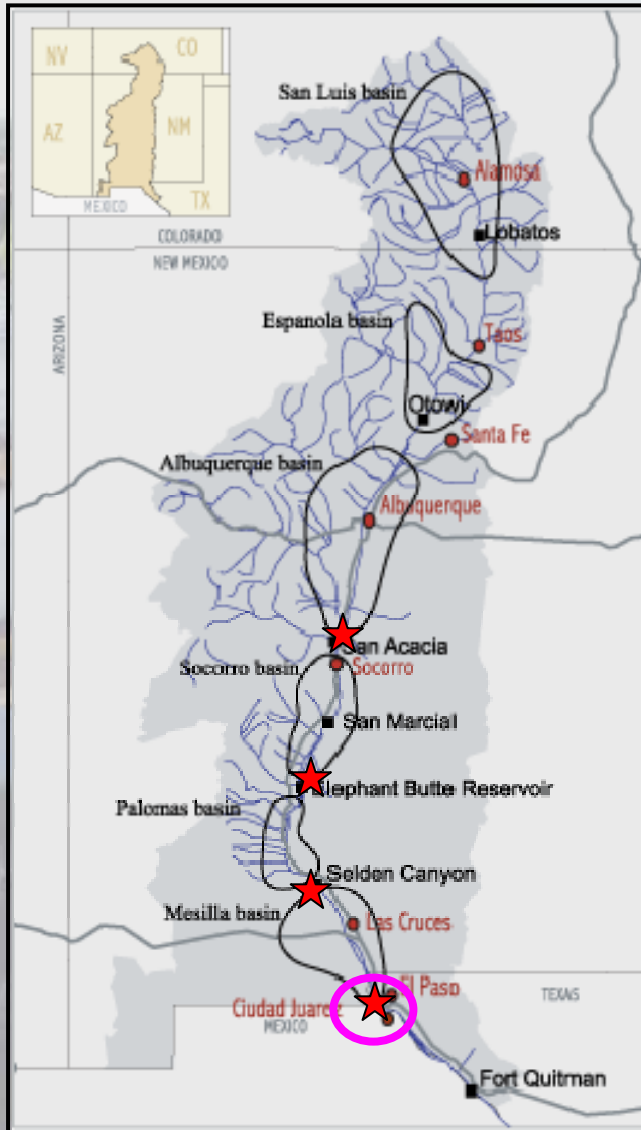 NV
CO
AZ
NM
MEXICO
TX
San Luis basin
Alamosa
Lobatos
COLORADO
NEW MEXICO
Espanola basin
Taos
ARIZONA
Otowi
Santa Fe
Albuquerque basin
Albuquerque
San Acacia
Socorro basin
Socorro
San Marcial
Elephant Butte Reservoir
Palomas basin
Selden Canyon
Mesilla basin
Las Cruces
El Paso
TEXAS
Ciudad Juarez
MEXICO
Fort Quitman